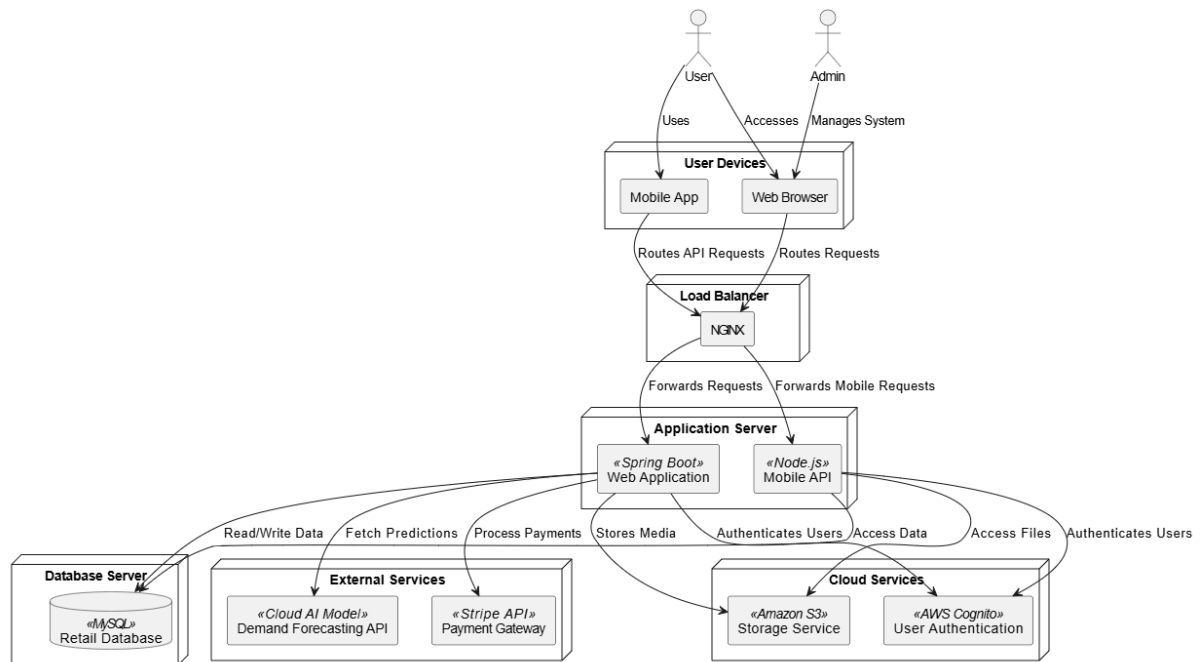 User
Admin
Uses
Accesses
Manages System
User Devices
Mobile App
Web Browser
Routes API Requests
Routes Requests
Load Balancer
NGINX
Forwards Requests
Forwards Mobile Requests
Application Server
«Spring Boot»
Web Application
«Node.js»
Mobile API
Read/Write Data
Fetch Predictions
Process Payments
Stores Media
Authenticates Users
Access Data
Access Files
Authenticates Users
Database Server
«MySQL»
Retail Database
External Services
«Cloud AI Model»
Demand Forecasting API
«Stripe API»
Payment Gateway
Cloud Services
«Amazon S3»
Storage Service
«AWS Cognito»
User Authentication